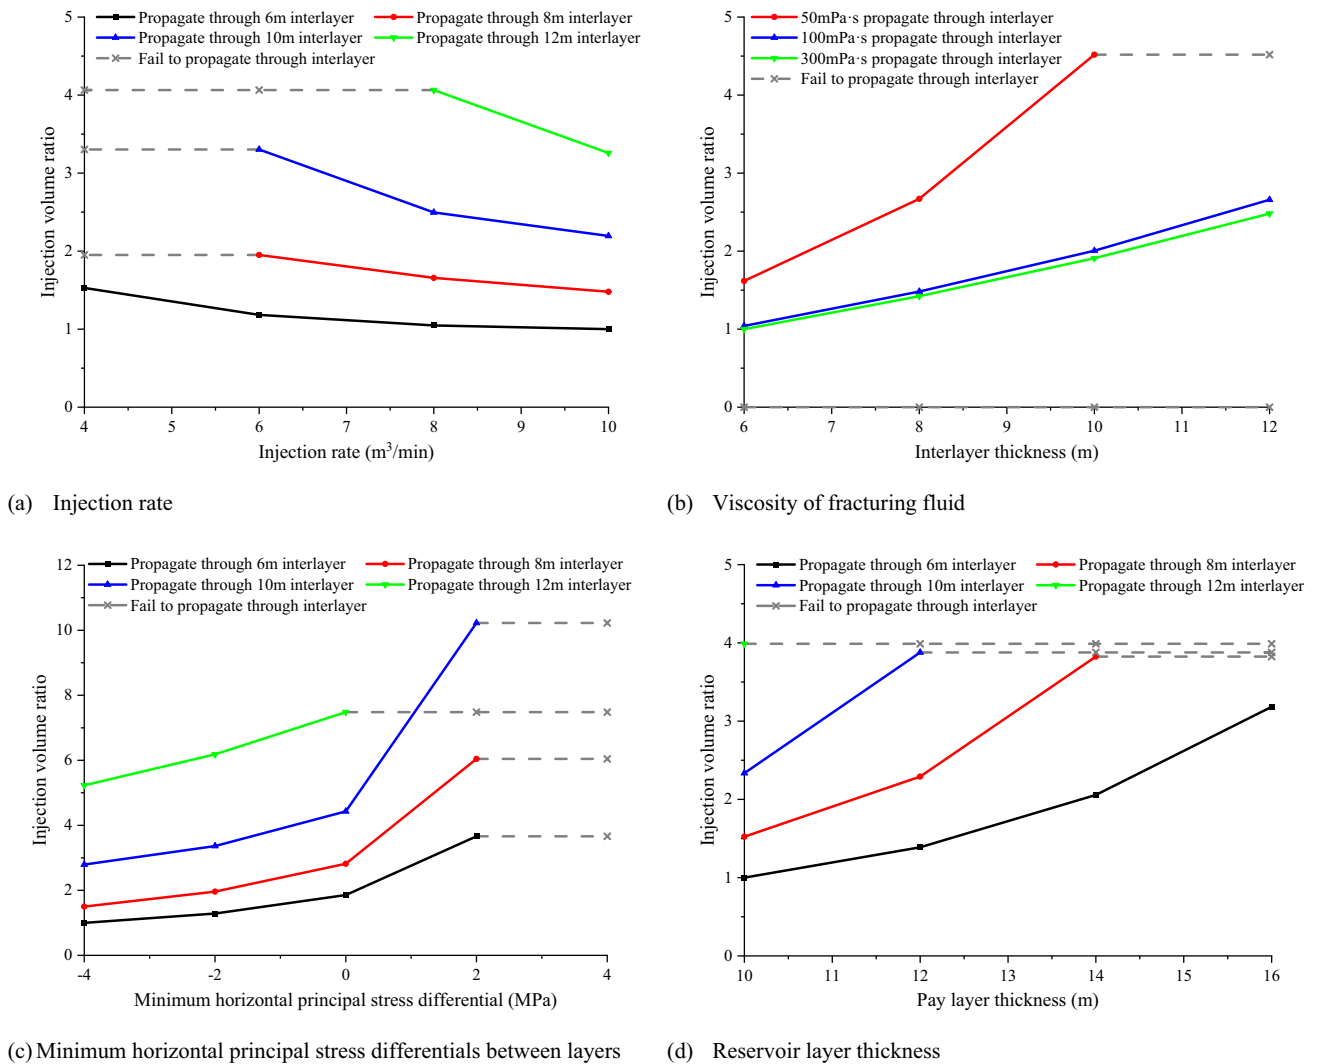 Propagate through 6m interlayer
Propagate through 8m interlayer
Propagate through 10m interlayer
Propagate through 12m interlayer
Fail to propagate through interlayer
Injection volume ratio
5
4
3
2
1
0
4 5 6 7 8 9 10
Injection rate (m³/min)
(a) Injection rate
50mPa·s propagate through interlayer
100mPa·s propagate through interlayer
300mPa·s propagate through interlayer
Fail to propagate through interlayer
Injection volume ratio
5
4
3
2
1
0
6 7 8 9 10 11 12
Interlayer thickness (m)
(b) Viscosity of fracturing fluid
Propagate through 6m interlayer
Propagate through 8m interlayer
Propagate through 10m interlayer
Propagate through 12m interlayer
Fail to propagate through interlayer
Injection volume ratio
12
10
8
6
4
2
0
-4 -2 0 2 4
Minimum horizontal principal stress differential (MPa)
(c) Minimum horizontal principal stress differentials between layers
Propagate through 6m interlayer
Propagate through 8m interlayer
Propagate through 10m interlayer
Propagate through 12m interlayer
Fail to propagate through interlayer
Injection volume ratio
5
4
3
2
1
0
10 11 12 13 14 15 16
Pay layer thickness (m)
(d) Reservoir layer thickness